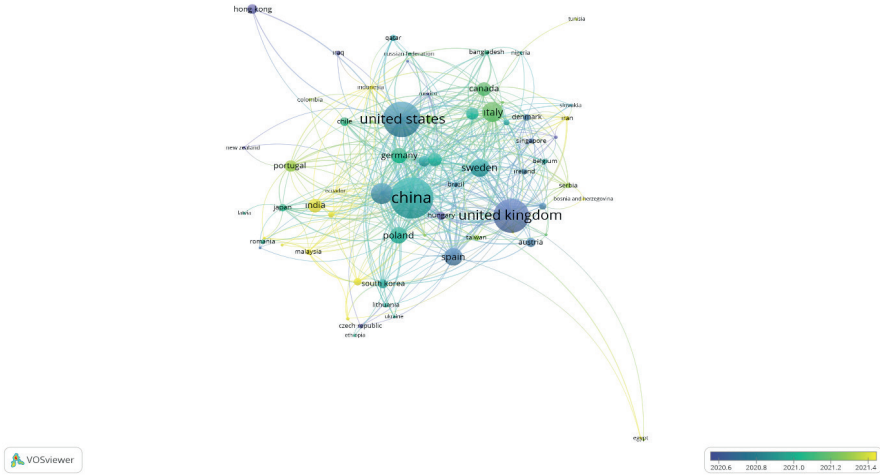 hong kong
tunisia
qatar
iraq
russian federation
bangladesh
nigeria
indonesia
canada
mexico
colombia
slovakia
italy
united states
chile
denmark
iran
singapore
new zealand
germany
belgium
portugal
sweden
ireland
brazil
serbia
ecuador
china
bosnia and herzegovina
india
japan
latvia
hungary
united kingdom
poland
taiwan
romania
austria
malaysia
spain
south korea
lithuania
ukraine
czech republic
ethiopia
egypt
VOSviewer
2020.6 2020.8 2021.0 2021.2 2021.4